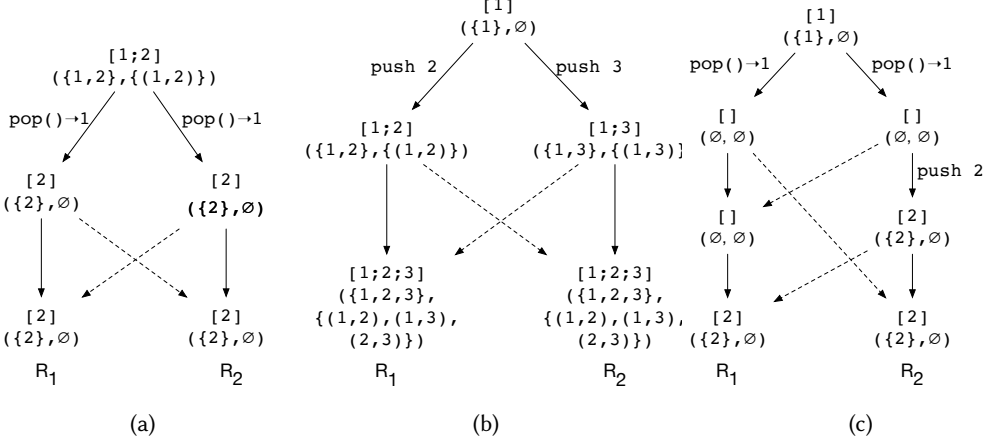 [1;2]
({1,2},{(1,2)})
pop()→1
pop()→1
[2]
({2},∅)
[2]
({2},∅)
[2]
({2},∅)
[2]
({2},∅)
R1
R2
(a)
[1]
({1},∅)
push 2
push 3
[1;2]
({1,2},{(1,2)})
[1;3]
({1,3},{(1,3)}
[1;2;3]
({1,2,3},
{(1,2),(1,3),
(2,3)})
[1;2;3]
({1,2,3},
{(1,2),(1,3),
(2,3)})
R1
R2
(b)
[1]
({1},∅)
pop()→1
pop()→1
[]
(∅, ∅)
[]
(∅, ∅)
push 2
[]
(∅, ∅)
[2]
({2},∅)
[2]
({2},∅)
[2]
({2},∅)
R1
R2
(c)